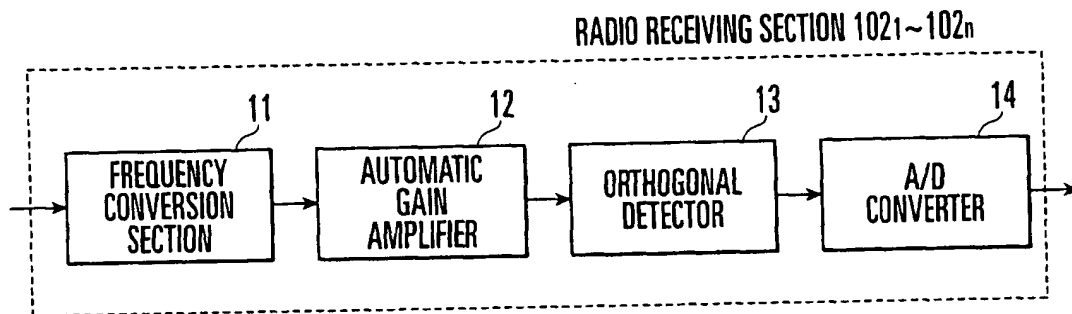 RADIO RECEIVING SECTION 102₁~102ₙ
11
12
13
14
FREQUENCY
CONVERSION
SECTION
AUTOMATIC
GAIN
AMPLIFIER
ORTHOGONAL
DETECTOR
A/D
CONVERTER